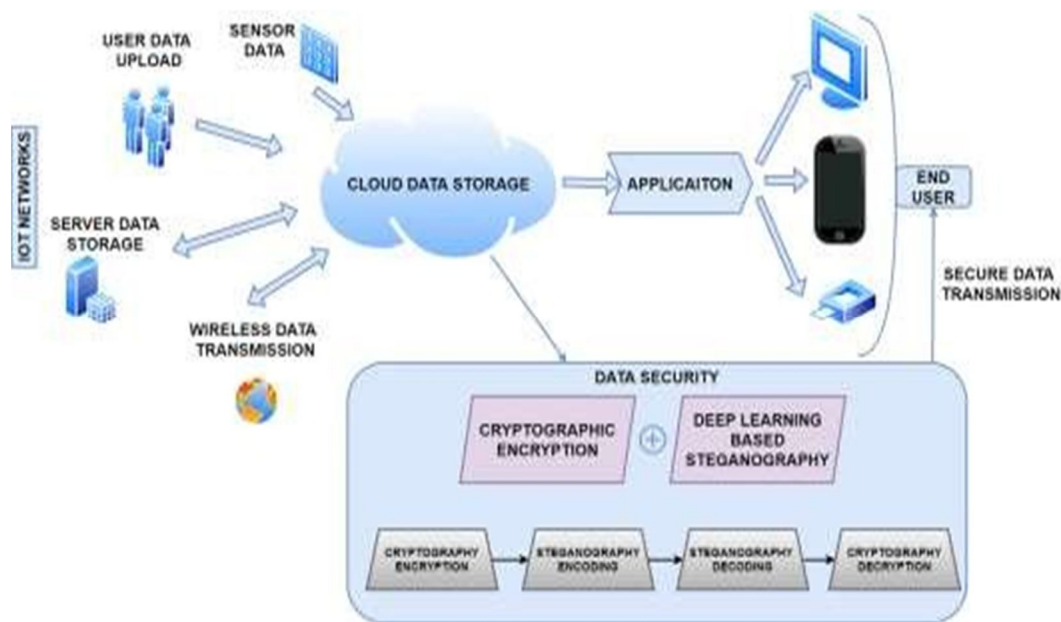 USER DATA
UPLOAD
SENSOR
DATA
IOT NETWORKS
CLOUD DATA STORAGE
APPLICAITON
END
USER
SERVER DATA
STORAGE
WIRELESS DATA
TRANSMISSION
SECURE DATA
TRANSMISSION
DATA SECURITY
CRYPTOGRAPHIC
ENCRYPTION
DEEP LEARNING
BASED
STEGANOGRAPHY
CRYPTOGRAPHY
ENCRYPTION
STEGANOGRAPHY
ENCODING
STEGANOGRAPHY
DECODING
CRYPTOGRAPHY
DECRYPTION